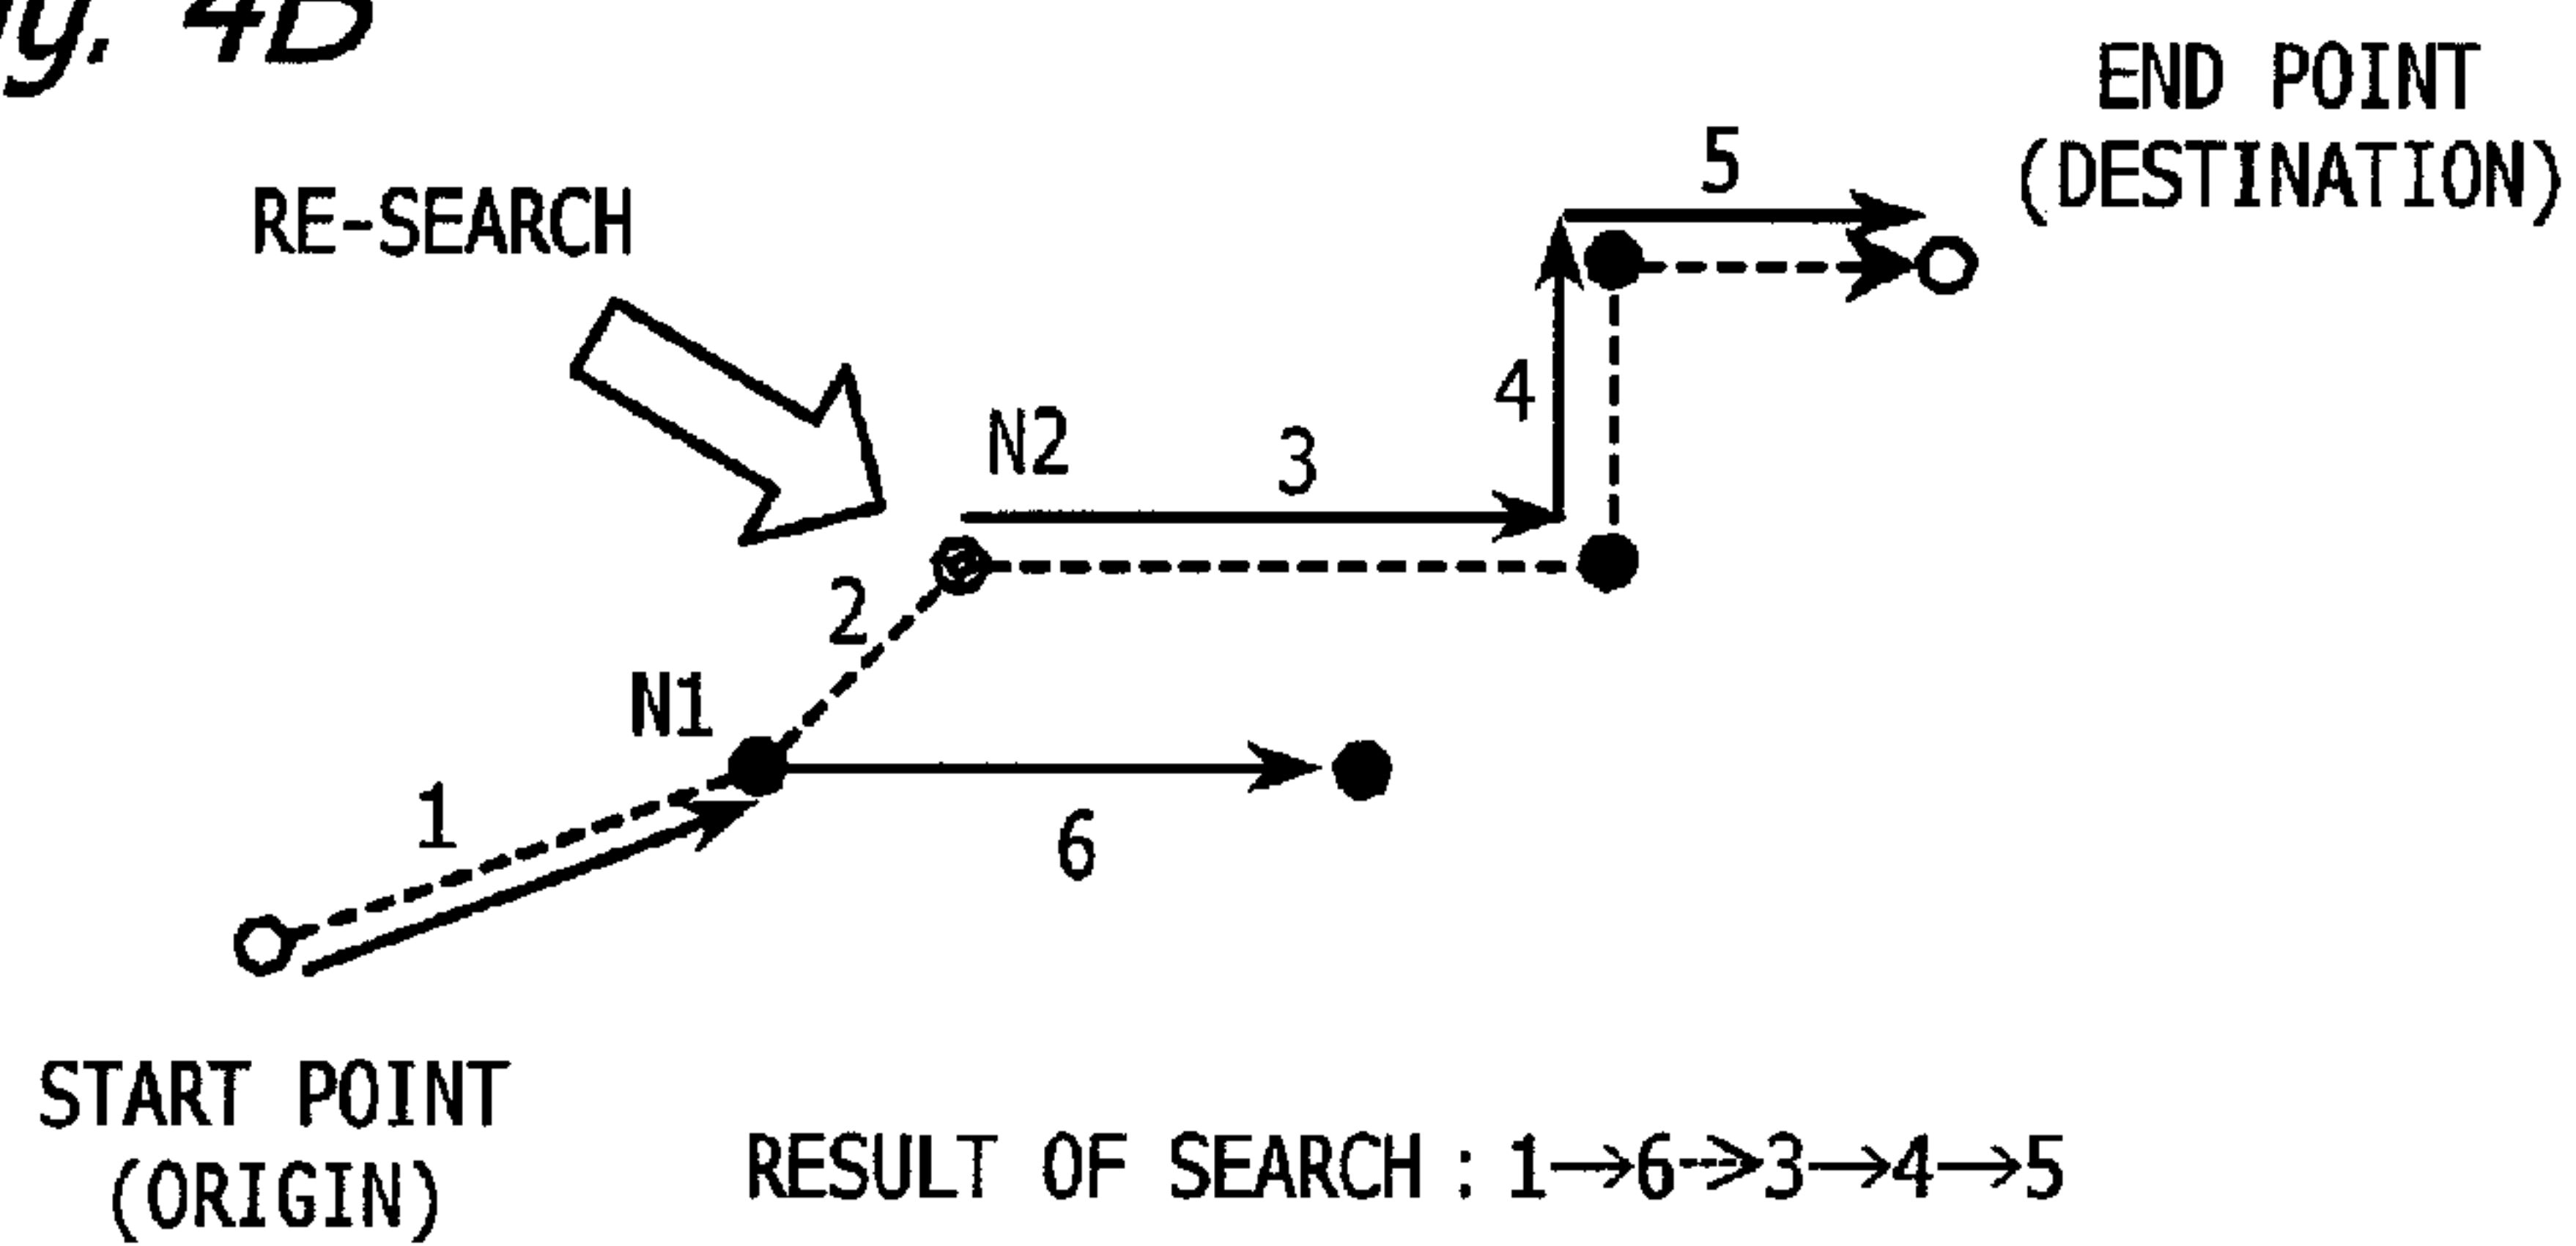 4B
END POINT
(DESTINATION)
5
RE-SEARCH
4
N2
3
2
N1
1
6
START POINT
(ORIGIN)
RESULT OF SEARCH : 1→6-->3→4→5